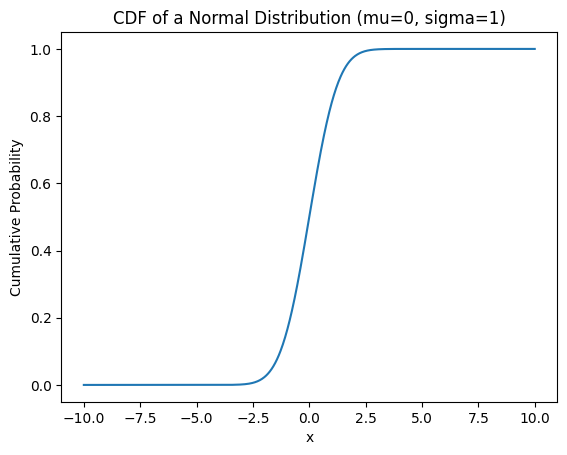 CDF of a Normal Distribution (mu=0, sigma=1)
Cumulative Probability
1.0
0.8
0.6
0.4
0.2
0.0
−10.0 −7.5 −5.0 −2.5 0.0 2.5 5.0 7.5 10.0
x